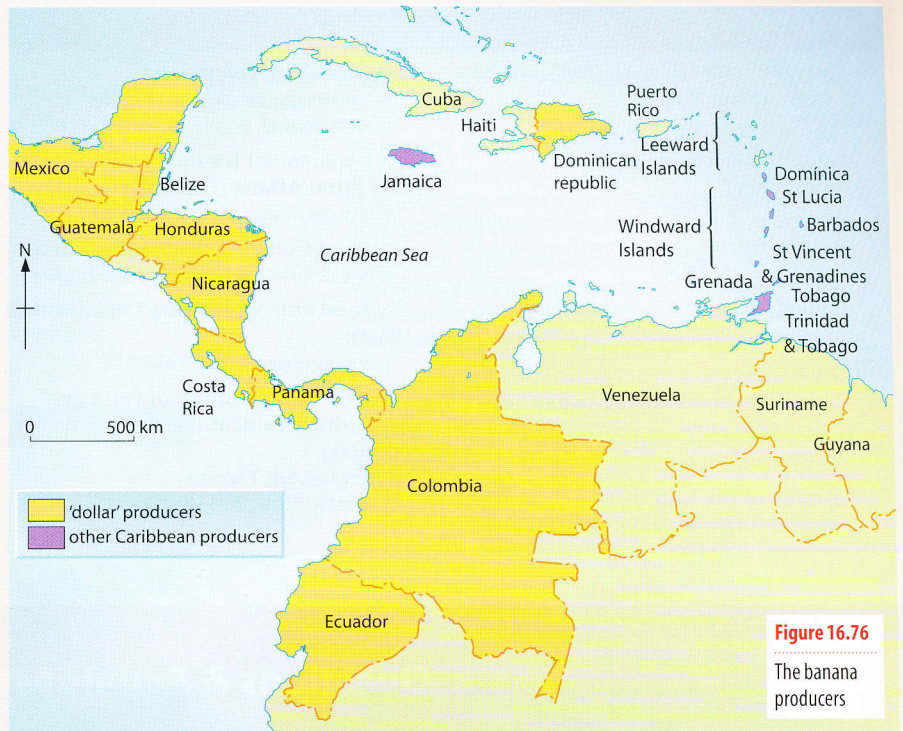 Cuba
Haiti
Puerto
Rico
Leeward
Islands
Dominican
republic
Mexico
Belize
Jamaica
Domínica
St Lucia
Guatemala
Honduras
Windward
Islands
Barbados
N
Caribbean Sea
St Vincent
& Grenadines
Nicaragua
Grenada
Tobago
Trinidad
& Tobago
Costa
Rica
Panama
Venezuela
Suriname
Guyana
0 500 km
Colombia
'dollar' producers
other Caribbean producers
Ecuador
Figure 16.76
The banana
producers